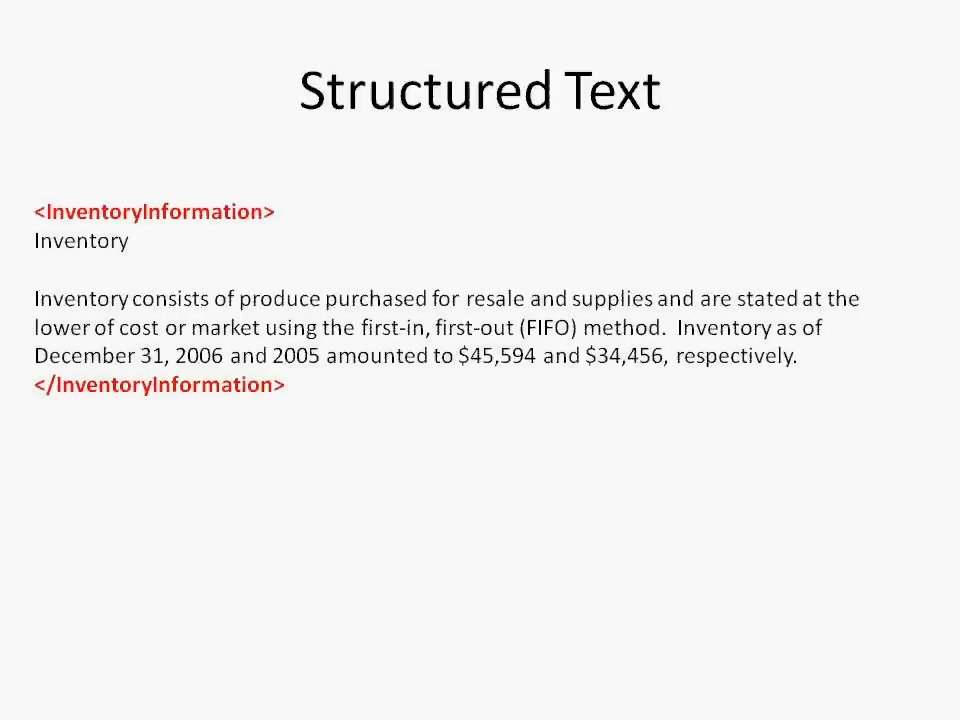 Structured Text
<InventoryInformation>
Inventory
Inventory consists of produce purchased for resale and supplies and are stated at the
lower of cost or market using the first-in, first-out (FIFO) method.  Inventory as of
December 31, 2006 and 2005 amounted to $45,594 and $34,456, respectively.
</InventoryInformation>